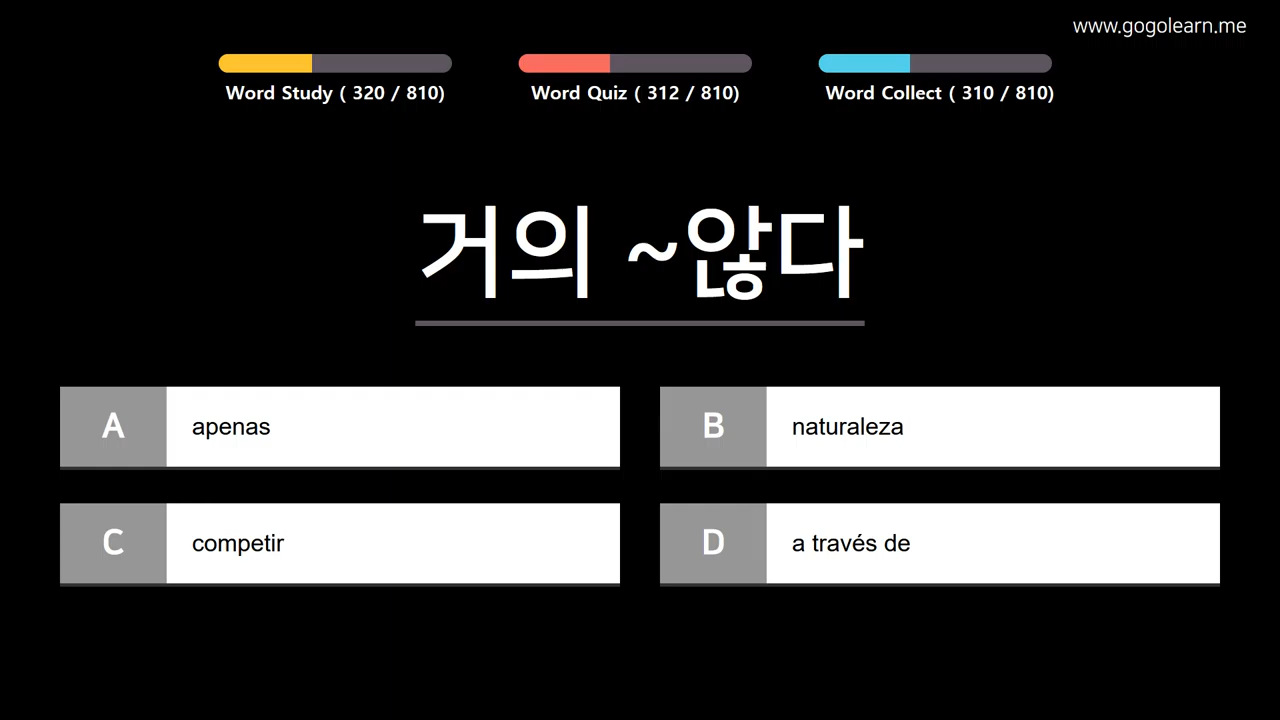 www.gogolearn.me
Word Study ( 320 / 810)
Word Quiz ( 312 / 810)
Word Collect ( 310 / 810)
거의 ~않다
A apenas
B naturaleza
C competir
D a través de